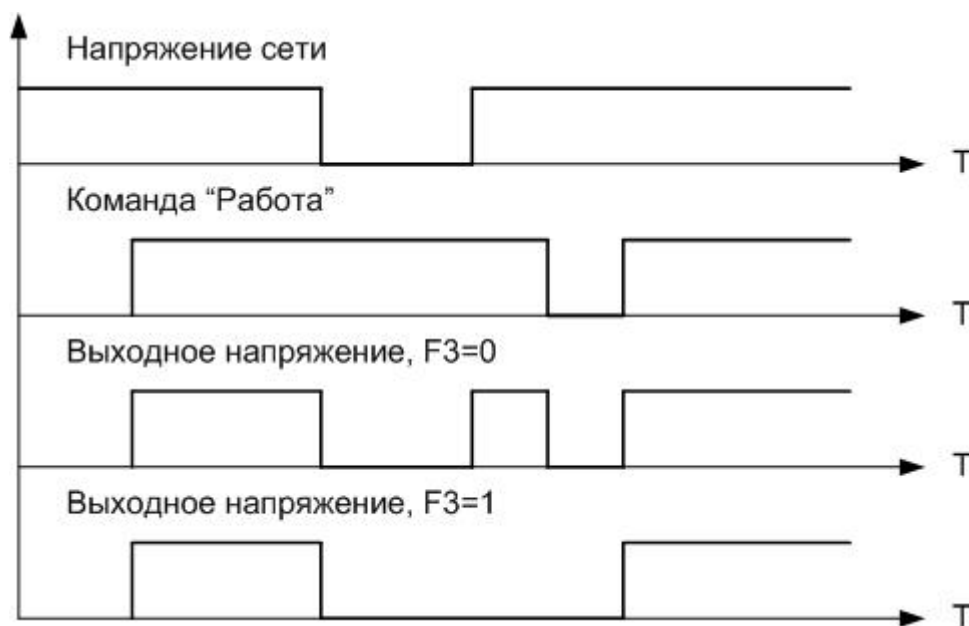 Напряжение сети
T
Команда “Работа”
T
Выходное напряжение, F3=0
T
Выходное напряжение, F3=1
T